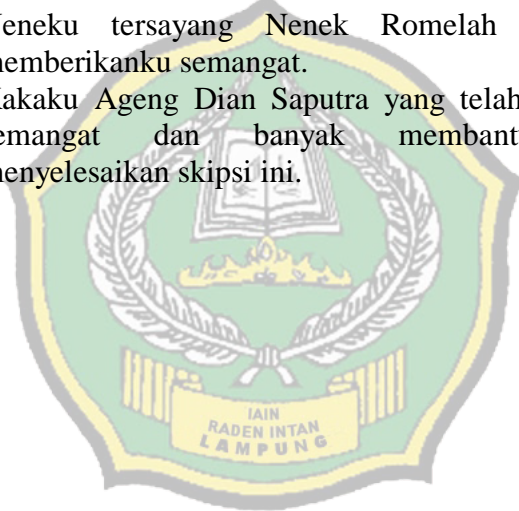 Neneku tersayang Nenek Romelah
memberikanku semangat.
Kakaku Ageng Dian Saputra yang telah
semangat dan banyak membant
menyelesaikan skipsi ini.
IAIN
RADEN INTAN
LAMPUNG